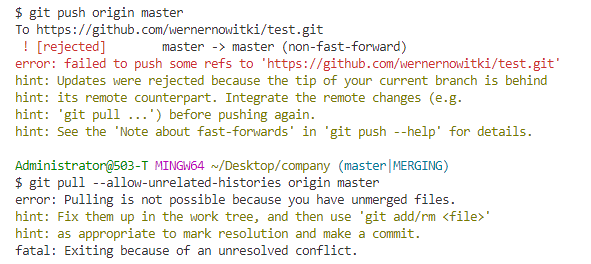 $ git push origin master
To https://github.com/wernernowitki/test.git
 ! [rejected]        master -> master (non-fast-forward)
error: failed to push some refs to 'https://github.com/wernernowitki/test.git'
hint: Updates were rejected because the tip of your current branch is behind
hint: its remote counterpart. Integrate the remote changes (e.g.
hint: 'git pull ...') before pushing again.
hint: See the 'Note about fast-forwards' in 'git push --help' for details.
Administrator@503-T MINGW64 ~/Desktop/company (master|MERGING)
$ git pull --allow-unrelated-histories origin master
error: Pulling is not possible because you have unmerged files.
hint: Fix them up in the work tree, and then use 'git add/rm <file>'
hint: as appropriate to mark resolution and make a commit.
fatal: Exiting because of an unresolved conflict.